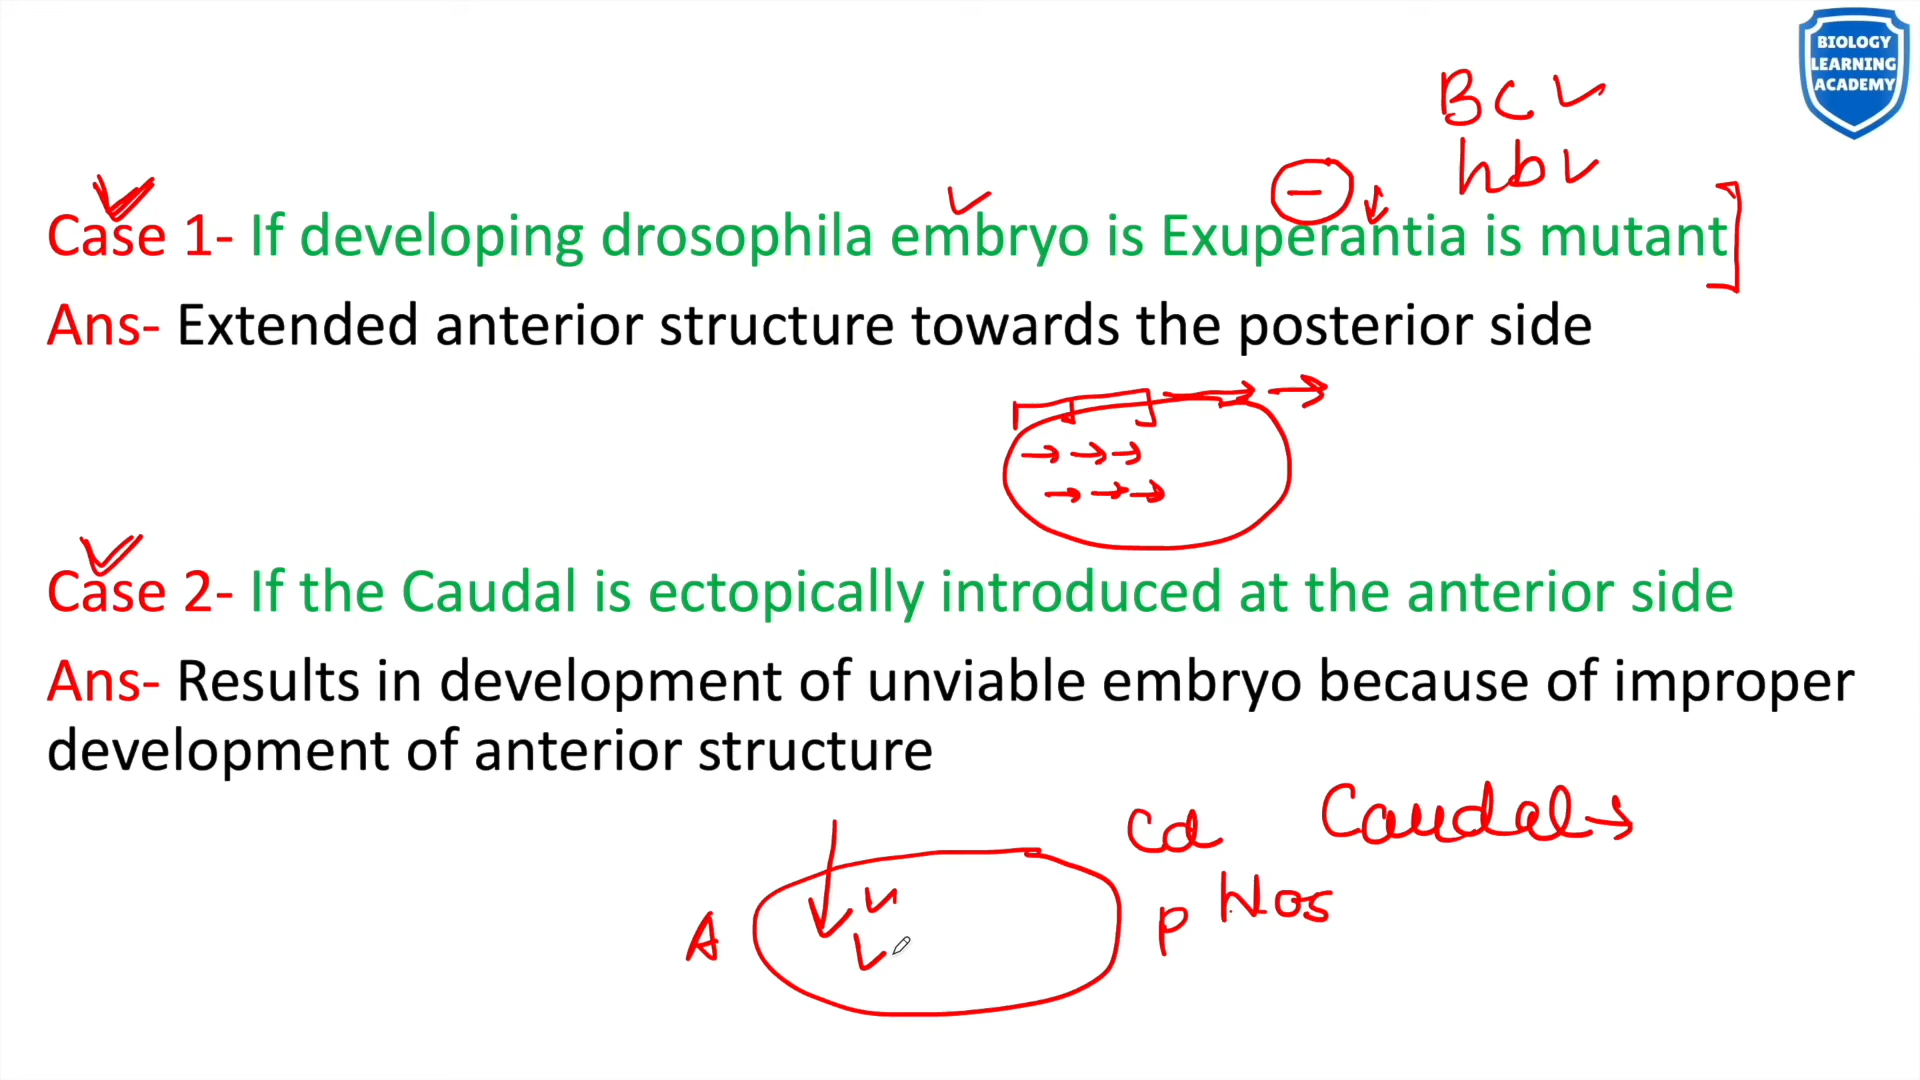 BIOLOGY
LEARNING
ACADEMY
Bc
hb
Case 1- If developing drosophila embryo is Exuperantia is mutant
Ans- Extended anterior structure towards the posterior side
Case 2- If the Caudal is ectopically introduced at the anterior side
Ans- Results in development of unviable embryo because of improper
development of anterior structure
Cd Caudal →
A P Nos